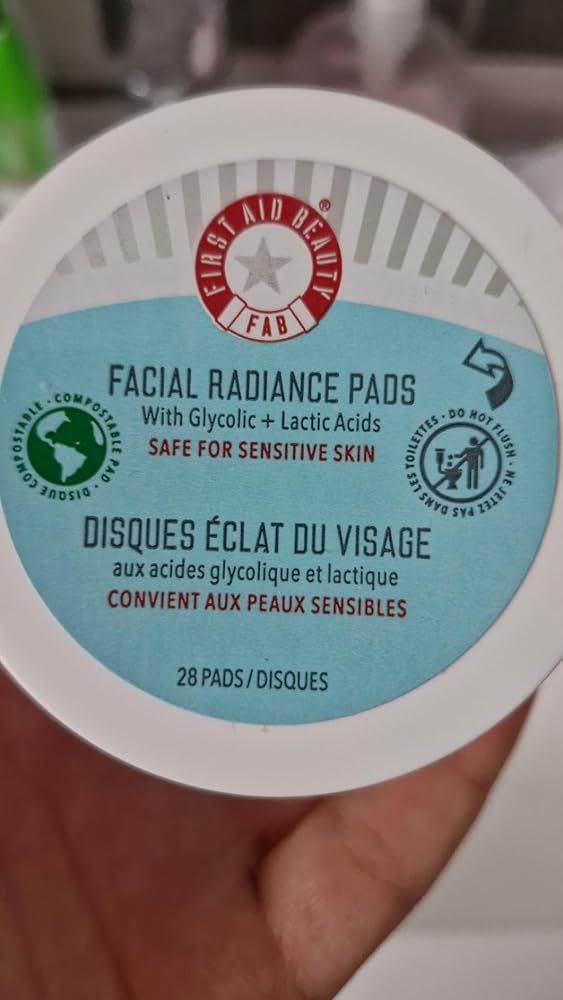 FIRST AID BEAUTY®
FAB
FACIAL RADIANCE PADS
With Glycolic + Lactic Acids
SAFE FOR SENSITIVE SKIN
COMPOSTABLE PAD · DISQUE COMPOSTABLE ·
DO NOT FLUSH · NE JETEZ PAS DANS LES TOILETTES ·
DISQUES ÉCLAT DU VISAGE
aux acides glycolique et lactique
CONVIENT AUX PEAUX SENSIBLES
28 PADS/DISQUES